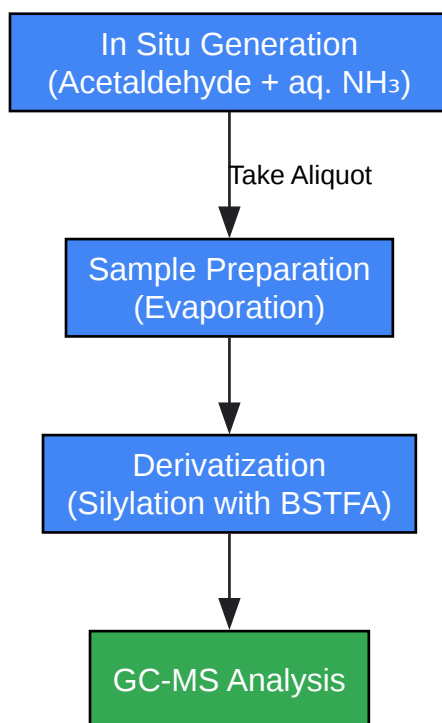 In Situ Generation
(Acetaldehyde + aq. NH₃)
Take Aliquot
Sample Preparation
(Evaporation)
Derivatization
(Silylation with BSTFA)
GC-MS Analysis